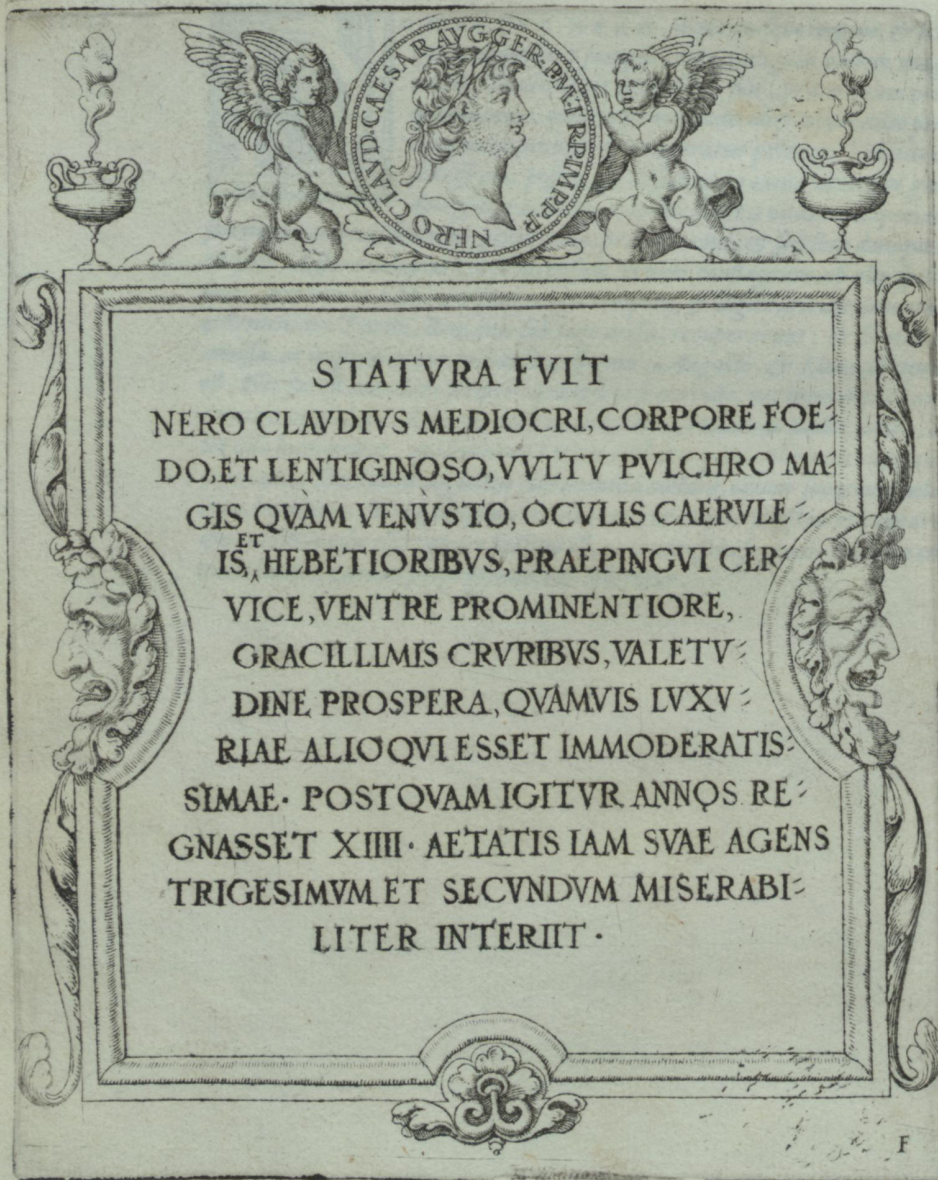 NERO CLAVD·CAESAR AVG GER·P·M·TR·P·IMP·P·P
STATVRA FVIT
NERO CLAVDIVS MEDIOCRI, CORPORE FOE-
DO, ET LENTIGINOSO, VVLTV PVLCHRO MA-
GIS QVÀM VENVSTO, OCVLIS CAERVLE-
IS, ET HEBETIORIBVS, PRAEPINGVI CER-
VICE, VENTRE PROMINENTIORE,
GRACILLIMIS CRVRIBVS, VALETV-
DINE PROSPERA, QVAMVIS LVXV-
RIAE ALIOQVI ESSET IMMODERATIS-
SIMAE· POSTQVAM IGITVR ANNOS RE-
GNASSET XIIII· AETATIS IAM SVAE AGENS
TRIGESIMVM ET SECVNDVM MISERABI-
LITER INTERIIT·
F